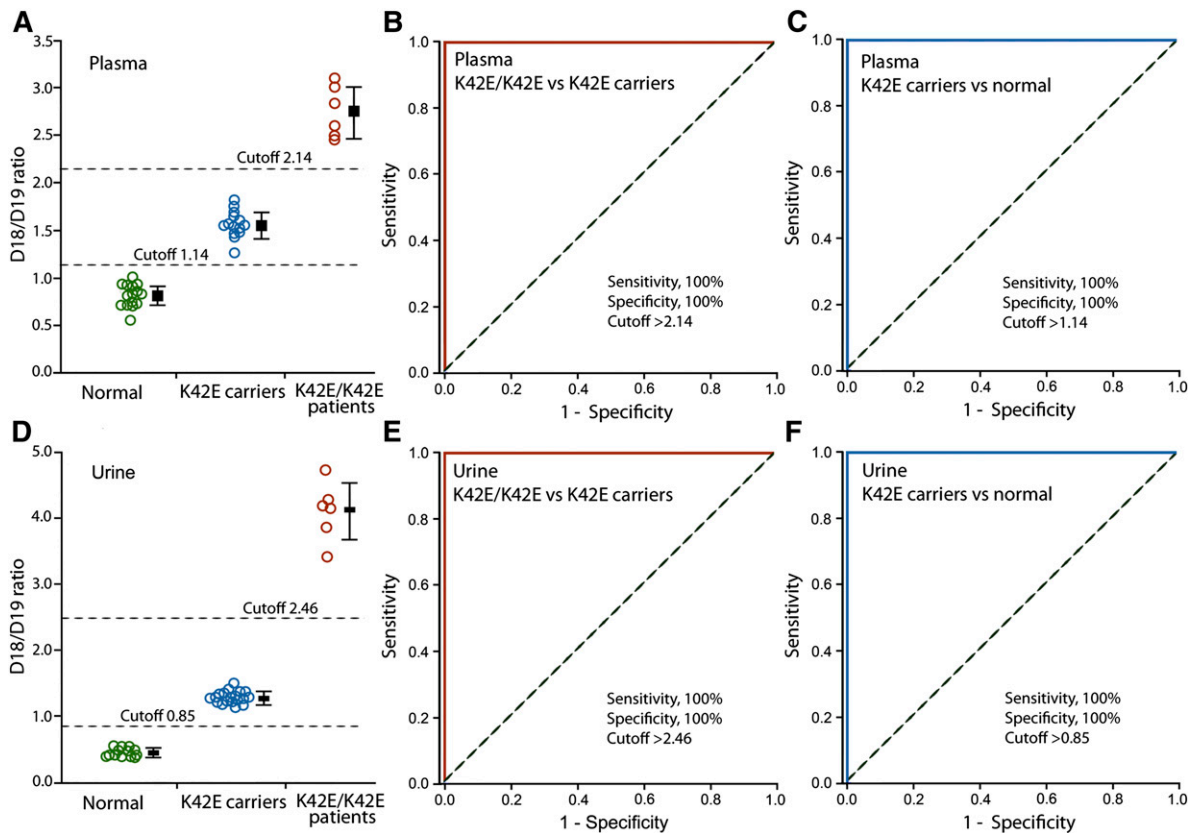 A
3.5
Plasma
3.0
2.5
Cutoff 2.14
2.0
1.5
Cutoff 1.14
1.0
0.5
0.0
D18/D19 ratio
Normal
K42E carriers
K42E/K42E
patients
B
1.0
Plasma
K42E/K42E vs K42E carriers
0.8
0.6
0.4
Sensitivity
Sensitivity, 100%
Specificity, 100%
Cutoff >2.14
0.2
0.0
0.0 0.2 0.4 0.6 0.8 1.0
1 - Specificity
C
1.0
Plasma
K42E carriers vs normal
0.8
0.6
0.4
Sensitivity
Sensitivity, 100%
Specificity, 100%
Cutoff >1.14
0.2
0.0
0.0 0.2 0.4 0.6 0.8 1.0
1 - Specificity
D
5.0
Urine
4.0
3.0
Cutoff 2.46
2.0
1.0
Cutoff 0.85
0.0
D18/D19 ratio
Normal
K42E carriers
K42E/K42E
patients
E
1.0
Urine
K42E/K42E vs K42E carriers
0.8
0.6
0.4
Sensitivity
Sensitivity, 100%
Specificity, 100%
Cutoff >2.46
0.2
0.0
0.0 0.2 0.4 0.6 0.8 1.0
1 - Specificity
F
1.0
Urine
K42E carriers vs normal
0.8
0.6
0.4
Sensitivity
Sensitivity, 100%
Specificity, 100%
Cutoff >0.85
0.2
0.0
0.0 0.2 0.4 0.6 0.8 1.0
1 - Specificity